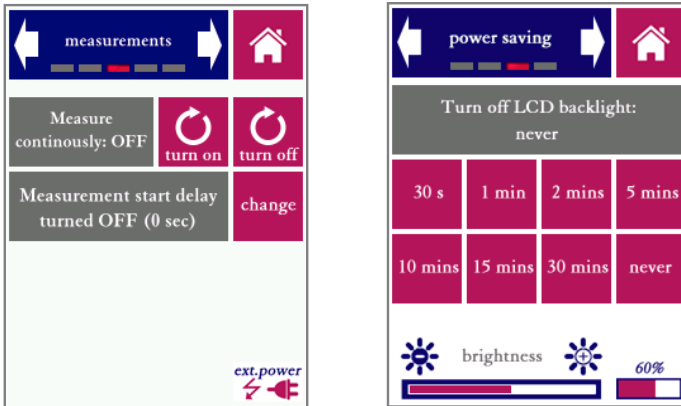 measurements
Measure
continously: OFF
turn on
turn off
Measurement start delay
turned OFF (0 sec)
change
ext.power
power saving
Turn off LCD backlight:
never
30 s
1 min
2 mins
5 mins
10 mins
15 mins
30 mins
never
brightness
60%